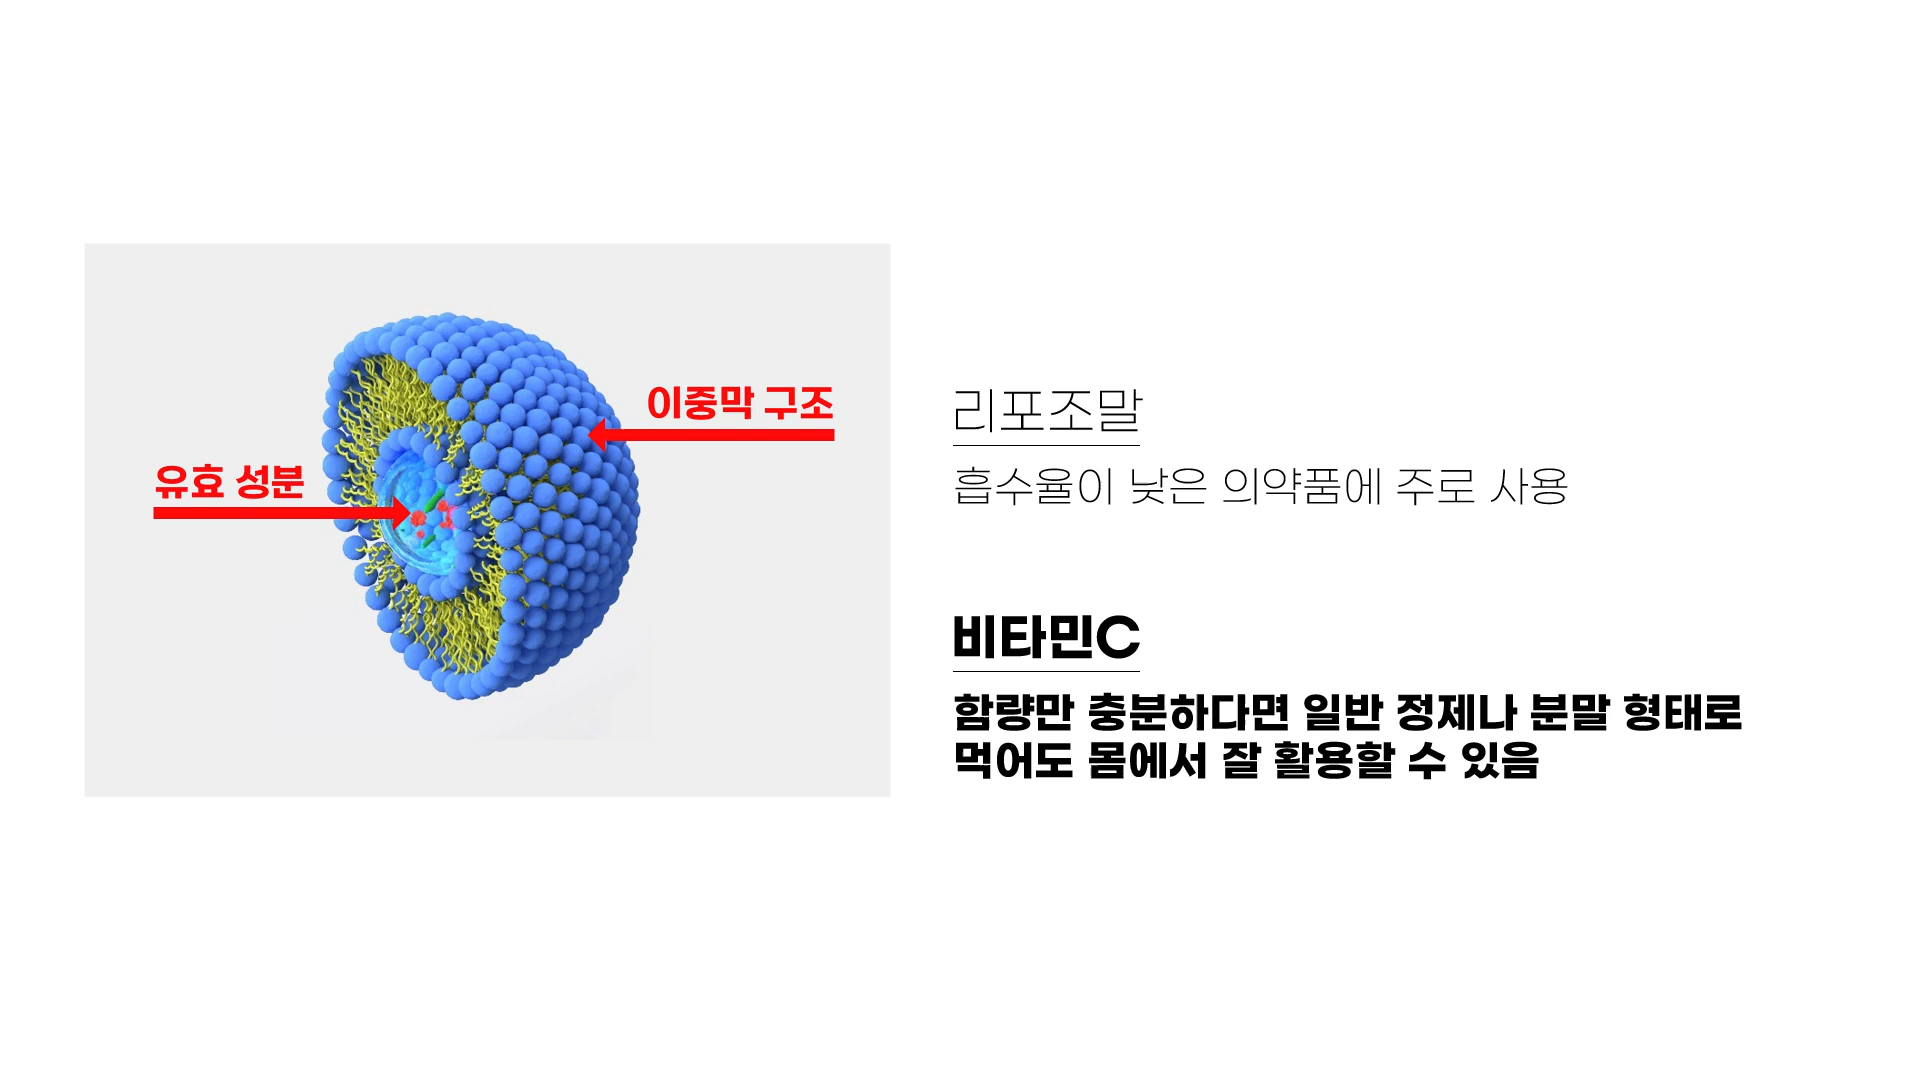 이중막 구조
유효 성분
리포조말
흡수율이 낮은 의약품에 주로 사용
비타민C
함량만 충분하다면 일반 정제나 분말 형태로
먹어도 몸에서 잘 활용할 수 있음